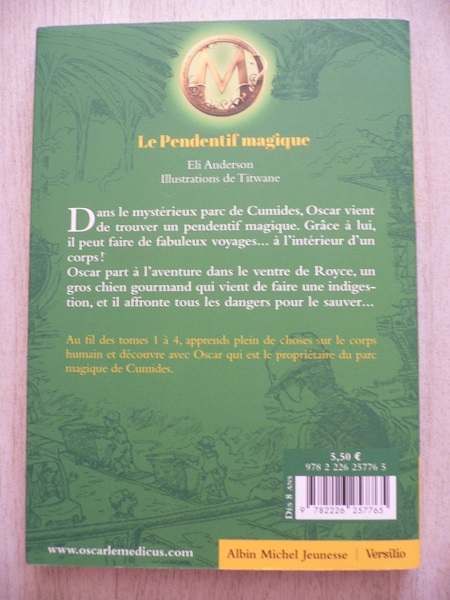 M
Le Pendentif magique
Eli Anderson
Illustrations de Titwane
Dans le mystérieux parc de Cumides, Oscar vient
de trouver un pendentif magique. Grâce à lui,
il peut faire de fabuleux voyages... à l'intérieur d'un
corps !
Oscar part à l'aventure dans le ventre de Royce, un
gros chien gourmand qui vient de faire une indiges-
tion, et il affronte tous les dangers pour le sauver...
Au fil des tomes 1 à 4, apprends plein de choses sur le corps
humain et découvre avec Oscar qui est le propriétaire du parc
magique de Cumides.
5,50 €
978 2 226 25776 5
Dès 8 ans
9 782226 257765
www.oscarlemedicus.com
Albin Michel Jeunesse | Versilio